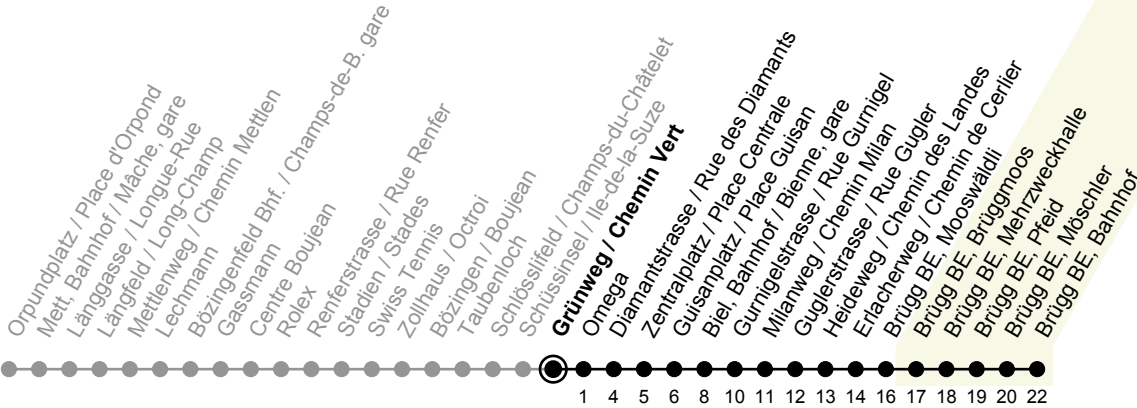 Orpundplatz / Place d'Orpond
Mett, Bahnhof / Mâche, gare
Länggasse / Longue-Rue
Längfeld / Long-Champ
Mettlenweg / Chemin Mettlen
Lechmann
Bözingenfeld Bhf. / Champs-de-B. gare
Gassmann
Centre Boujean
Rolex
Renferstrasse / Rue Renfer
Stadien / Stades
Swiss Tennis
Zollhaus / Octroi
Bözingen / Boujean
Taubenloch
Schlösslifeld / Champs-du-Châtelet
Schüssinsel / Ile-de-la-Suze
Grünweg / Chemin Vert
Omega
Diamantstrasse / Rue des Diamants
Zentralplatz / Place Centrale
Guisanplatz / Place Guisan
Biel, Bahnhof / Bienne, gare
Gurnigelstrasse / Rue Gurnigel
Milanweg / Chemin Milan
Guglerstrasse / Rue Gugler
Heideweg / Chemin des Landes
Erlacherweg / Chemin de Cerlier
Brügg BE, Mooswäldli
Brügg BE, Brüggmoos
Brügg BE, Mehrzweckhalle
Brügg BE, Pfeid
Brügg BE, Möschler
Brügg BE, Bahnhof
1 4 5 6 8 10 11 12 13 14 16 17 18 19 20 22